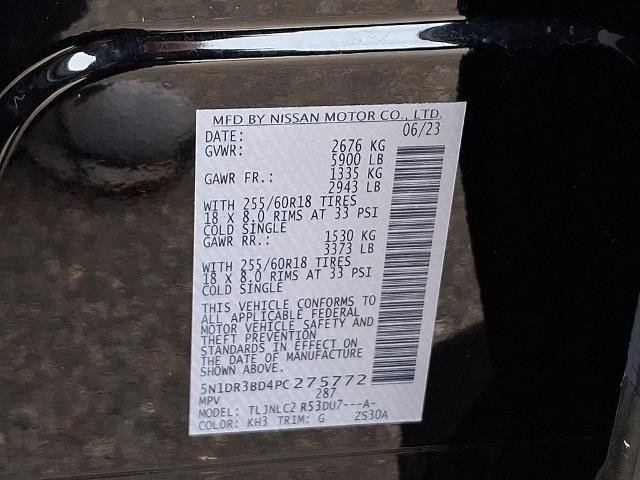 MFD BY NISSAN MOTOR CO., LTD.
DATE: 06/23
GVWR: 2676 KG
5900 LB
GAWR FR.: 1335 KG
2943 LB
WITH 255/60R18 TIRES
18 X 8.0 RIMS AT 33 PSI
COLD SINGLE
GAWR RR.: 1530 KG
3373 LB
WITH 255/60R18 TIRES
18 X 8.0 RIMS AT 33 PSI
COLD SINGLE
THIS VEHICLE CONFORMS TO
ALL APPLICABLE FEDERAL
MOTOR VEHICLE SAFETY AND
THEFT PREVENTION
STANDARDS IN EFFECT ON
THE DATE OF MANUFACTURE
SHOWN ABOVE.
5N1DR3BD4PC275772
MPV 287
MODEL: TLJNLC2 R53DU7---A-
COLOR: KH3 TRIM: G ZS30A